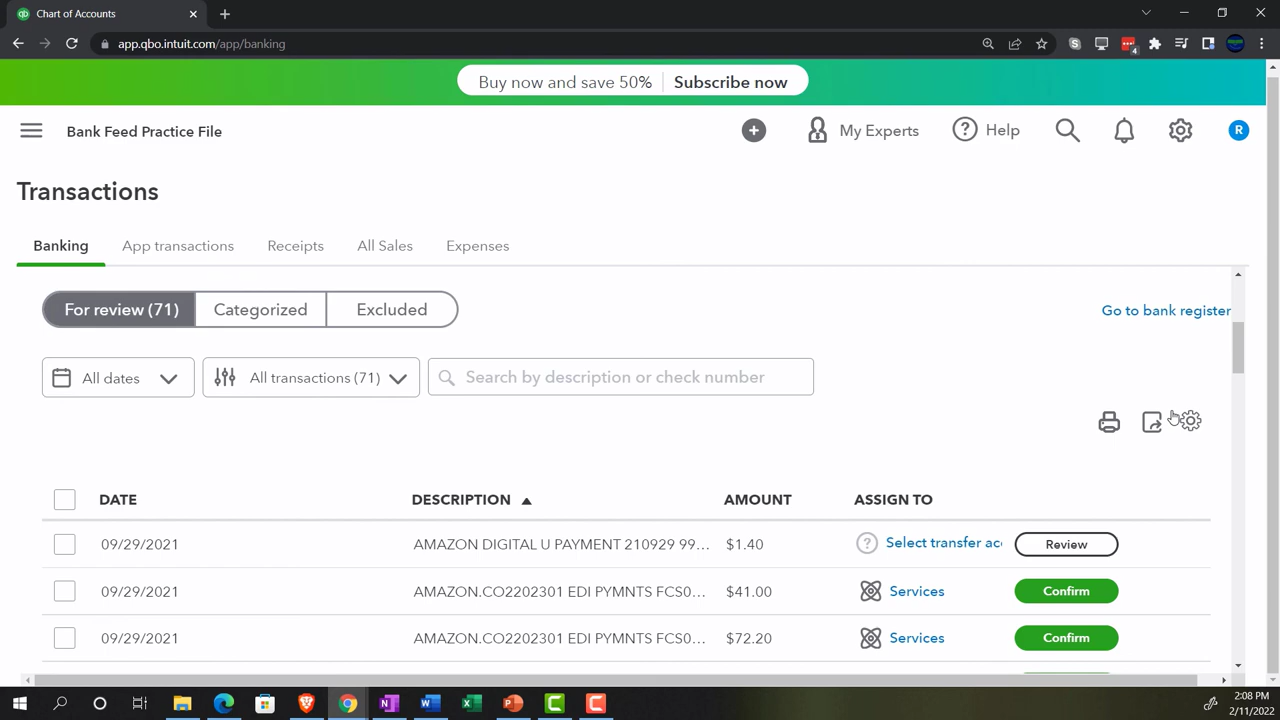 Chart of Accounts
app.qbo.intuit.com/app/banking
4
Buy now and save 50% Subscribe now
Bank Feed Practice File
My Experts
Help
R
Transactions
Banking App transactions Receipts All Sales Expenses
For review (71) Categorized Excluded
Go to bank register
All dates All transactions (71) Search by description or check number
DATE DESCRIPTION AMOUNT ASSIGN TO
09/29/2021 AMAZON DIGITAL U PAYMENT 210929 99... $1.40 Select transfer acc Review
09/29/2021 AMAZON.CO2202301 EDI PYMNTS FCS0... $41.00 Services Confirm
09/29/2021 AMAZON.CO2202301 EDI PYMNTS FCS0... $72.20 Services Confirm
2:08 PM
2/11/2022